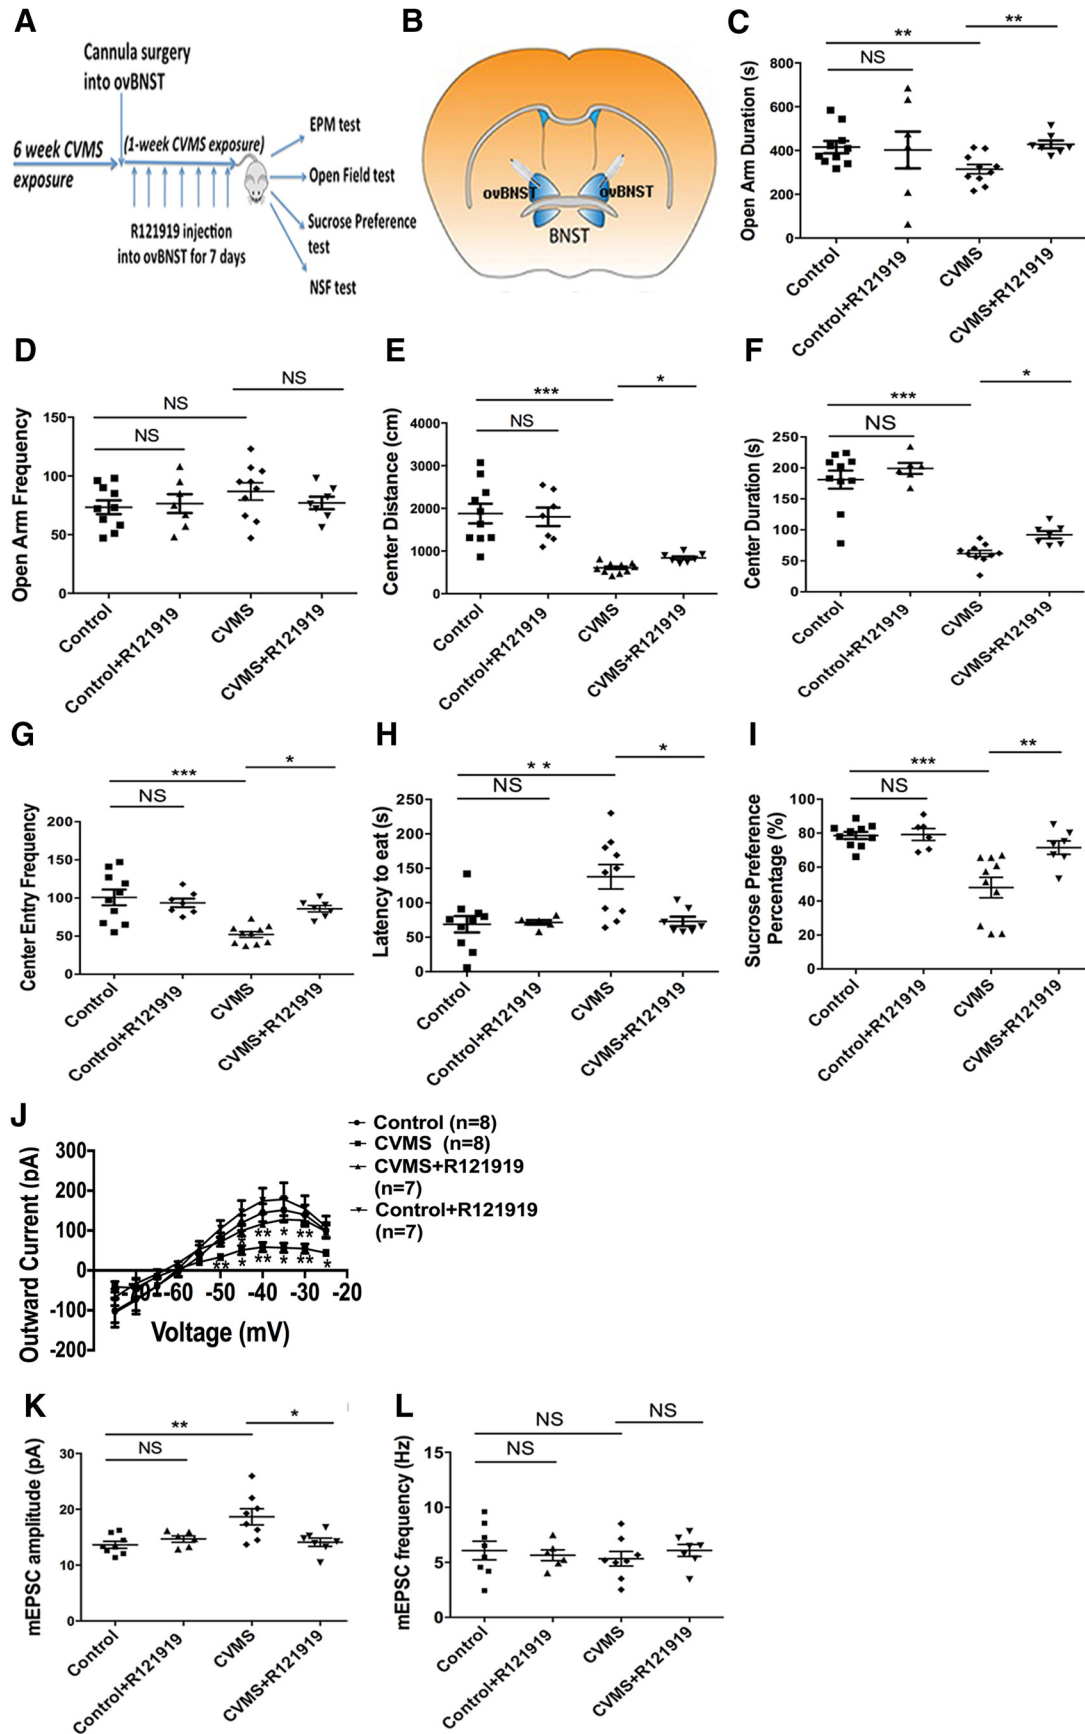 A
Cannula surgery
into ovBNST
6 week CVMS
exposure
(1-week CVMS exposure)
R121919 injection
into ovBNST for 7 days
EPM test
Open Field test
Sucrose Preference
test
NSF test
B
ovBNST
ovBNST
BNST
C
Open Arm Duration (s)
800
600
400
200
0
**
**
NS
Control
Control+R121919
CVMS
CVMS+R121919
D
Open Arm Frequency
150
100
50
0
NS
NS
NS
Control
Control+R121919
CVMS
CVMS+R121919
E
Center Distance (cm)
4000
3000
2000
1000
0
***
*
NS
Control
Control+R121919
CVMS
CVMS+R121919
F
Center Duration (s)
250
200
150
100
50
0
***
*
NS
Control
Control+R121919
CVMS
CVMS+R121919
G
Center Entry Frequency
200
150
100
50
0
***
*
NS
Control
Control+R121919
CVMS
CVMS+R121919
H
Latency to eat (s)
250
200
150
100
50
0
* *
*
NS
Control
Control+R121919
CVMS
CVMS+R121919
I
Sucrose Preference
Percentage (%)
100
80
60
40
20
0
***
**
NS
Control
Control+R121919
CVMS
CVMS+R121919
J
Outward Current (pA)
300
200
100
0
-100
-200
-60
-50
-40
-30
-20
Voltage (mV)
* ** * **
** * ** * ** *
Control (n=8)
CVMS (n=8)
CVMS+R121919
(n=7)
Control+R121919
(n=7)
K
mEPSC amplitude (pA)
30
20
10
0
**
*
NS
Control
Control+R121919
CVMS
CVMS+R121919
L
mEPSC frequency (Hz)
15
10
5
0
NS
NS
NS
Control
Control+R121919
CVMS
CVMS+R121919